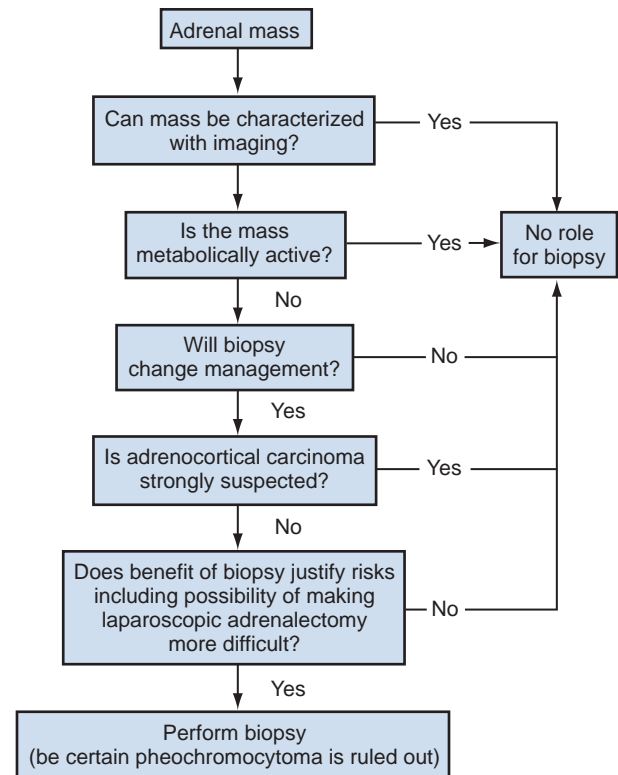 Adrenal mass
Can mass be characterized
with imaging?
Yes
Is the mass
metabolically active?
Yes
No role
for biopsy
No
Will biopsy
change management?
No
Yes
Is adrenocortical carcinoma
strongly suspected?
Yes
No
Does benefit of biopsy justify risks
including possibility of making
laparoscopic adrenalectomy
more difficult?
No
Yes
Perform biopsy
(be certain pheochromocytoma is ruled out)